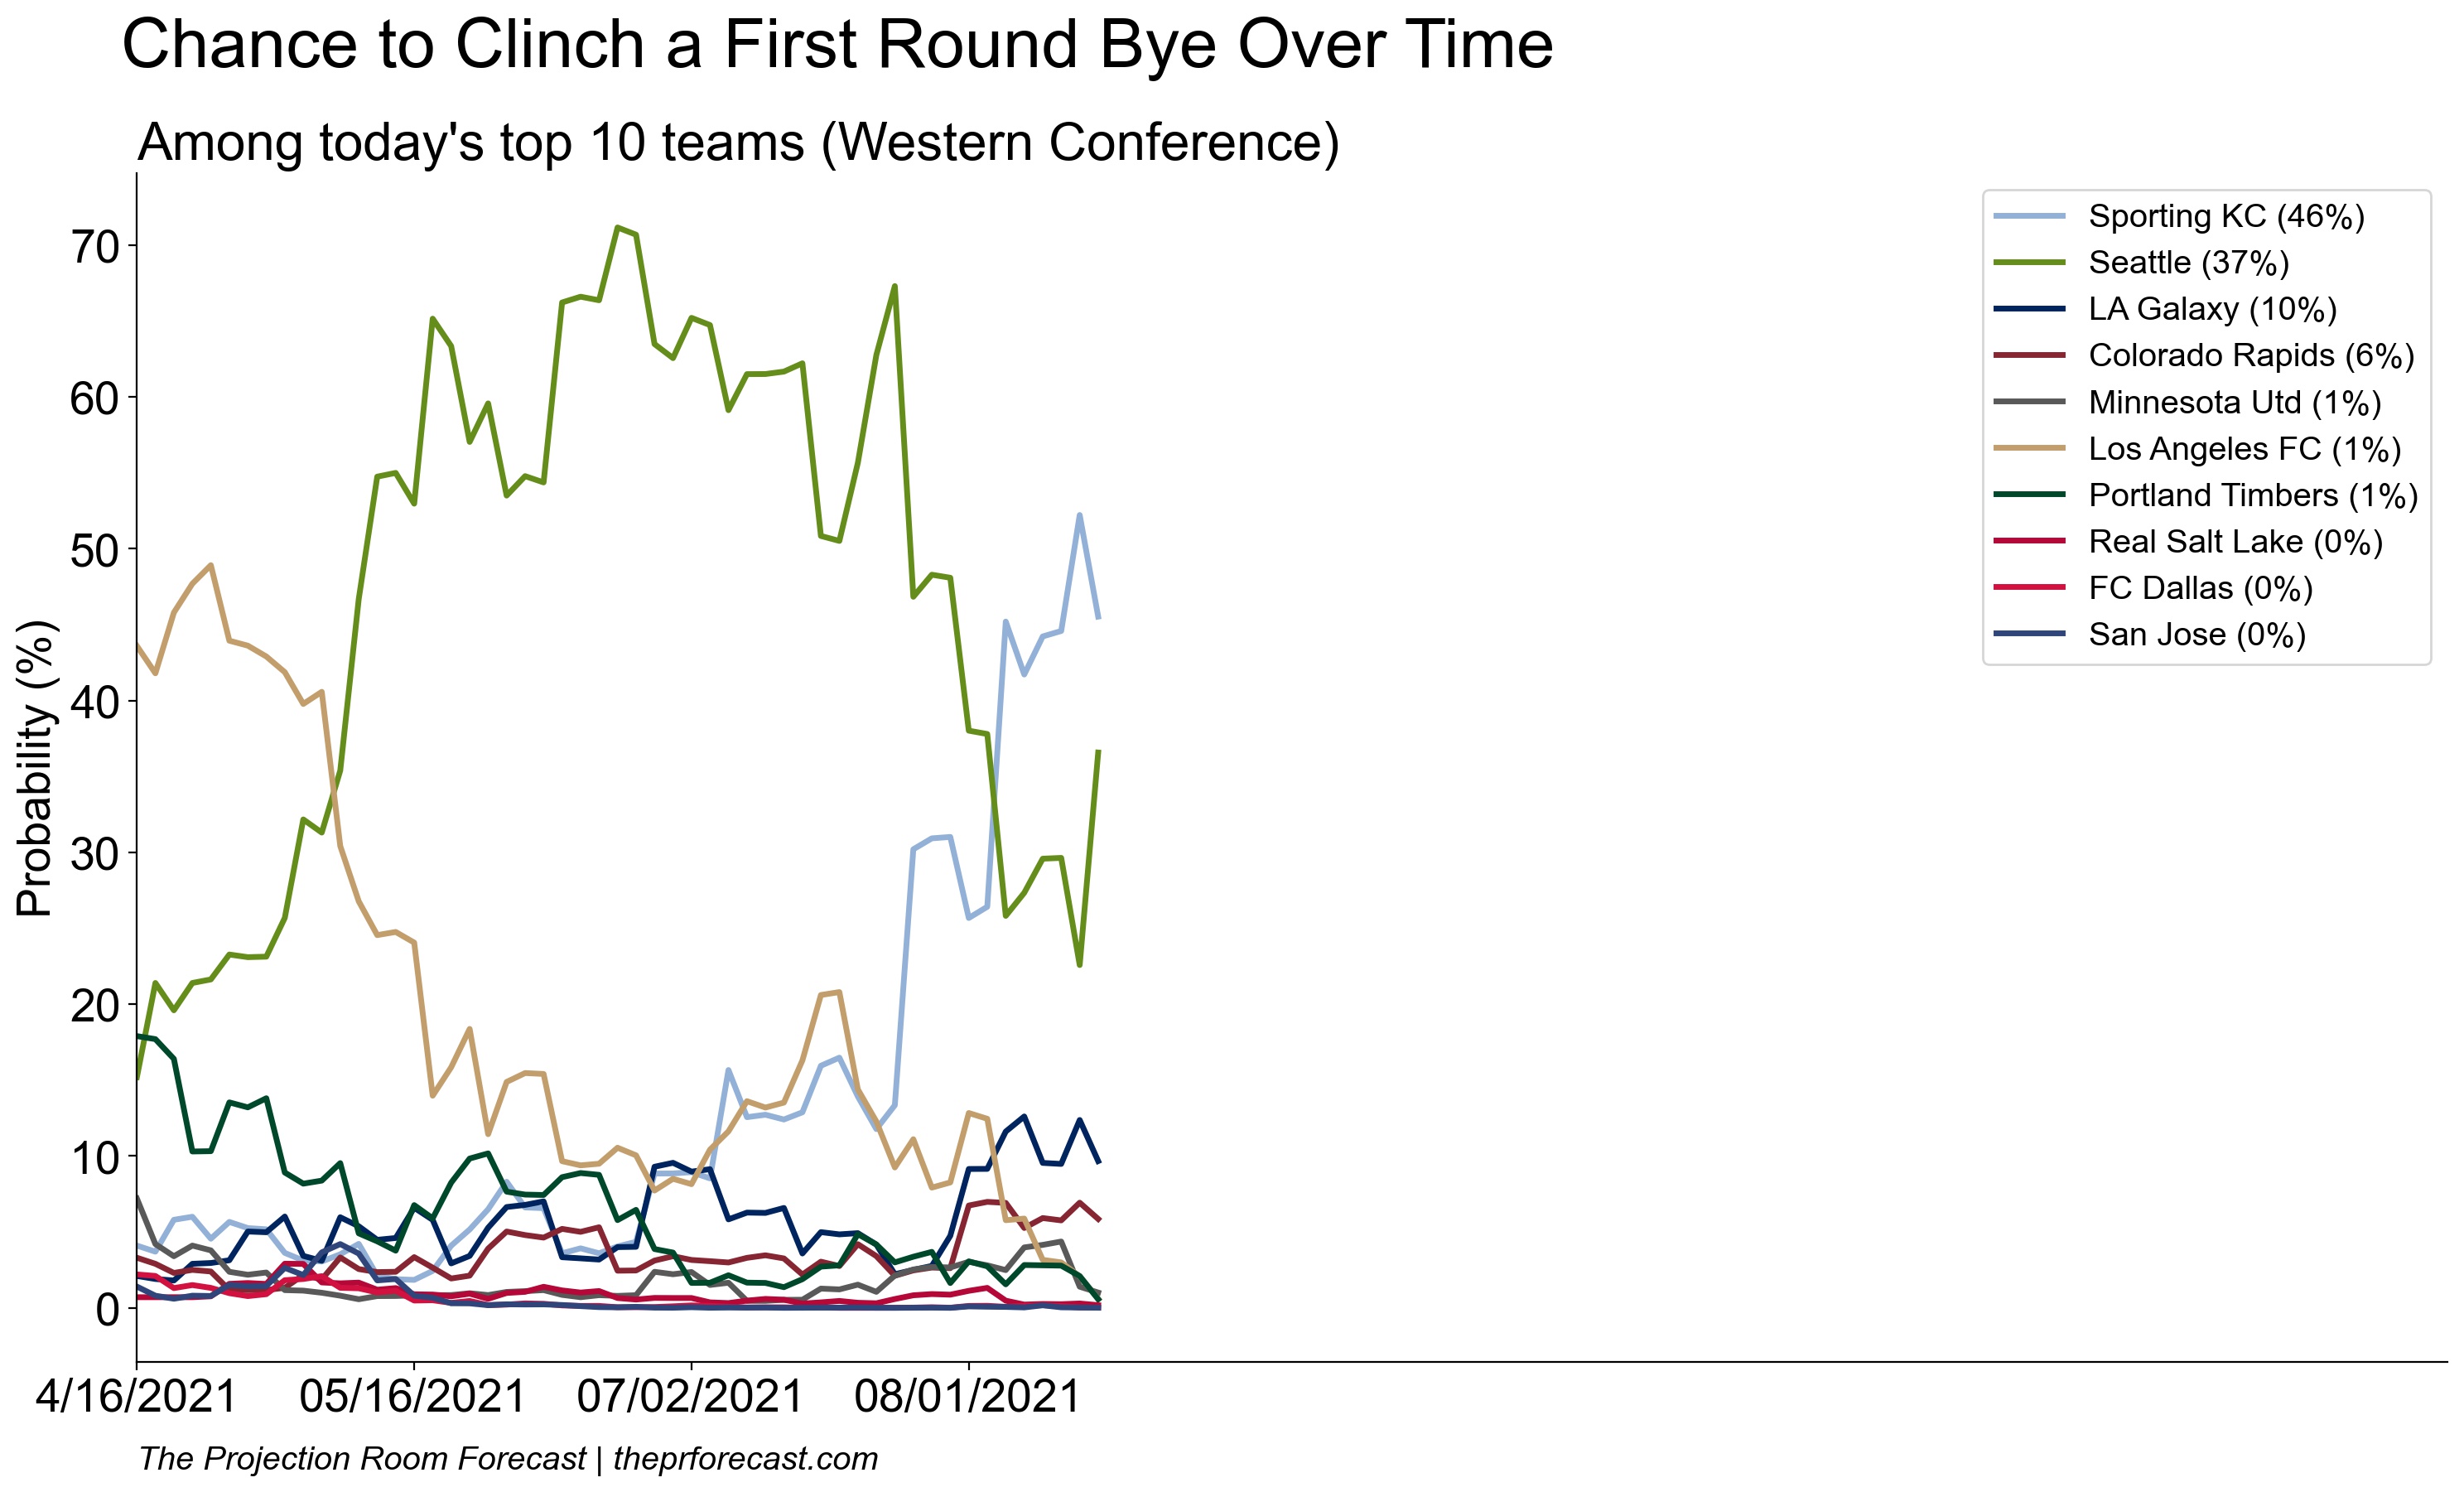 Chance to Clinch a First Round Bye Over Time
Among today's top 10 teams (Western Conference)
Probability (%)
70
60
50
40
30
20
10
0
4/16/2021
05/16/2021
07/02/2021
08/01/2021
Sporting KC (46%)
Seattle (37%)
LA Galaxy (10%)
Colorado Rapids (6%)
Minnesota Utd (1%)
Los Angeles FC (1%)
Portland Timbers (1%)
Real Salt Lake (0%)
FC Dallas (0%)
San Jose (0%)
The Projection Room Forecast | theprforecast.com